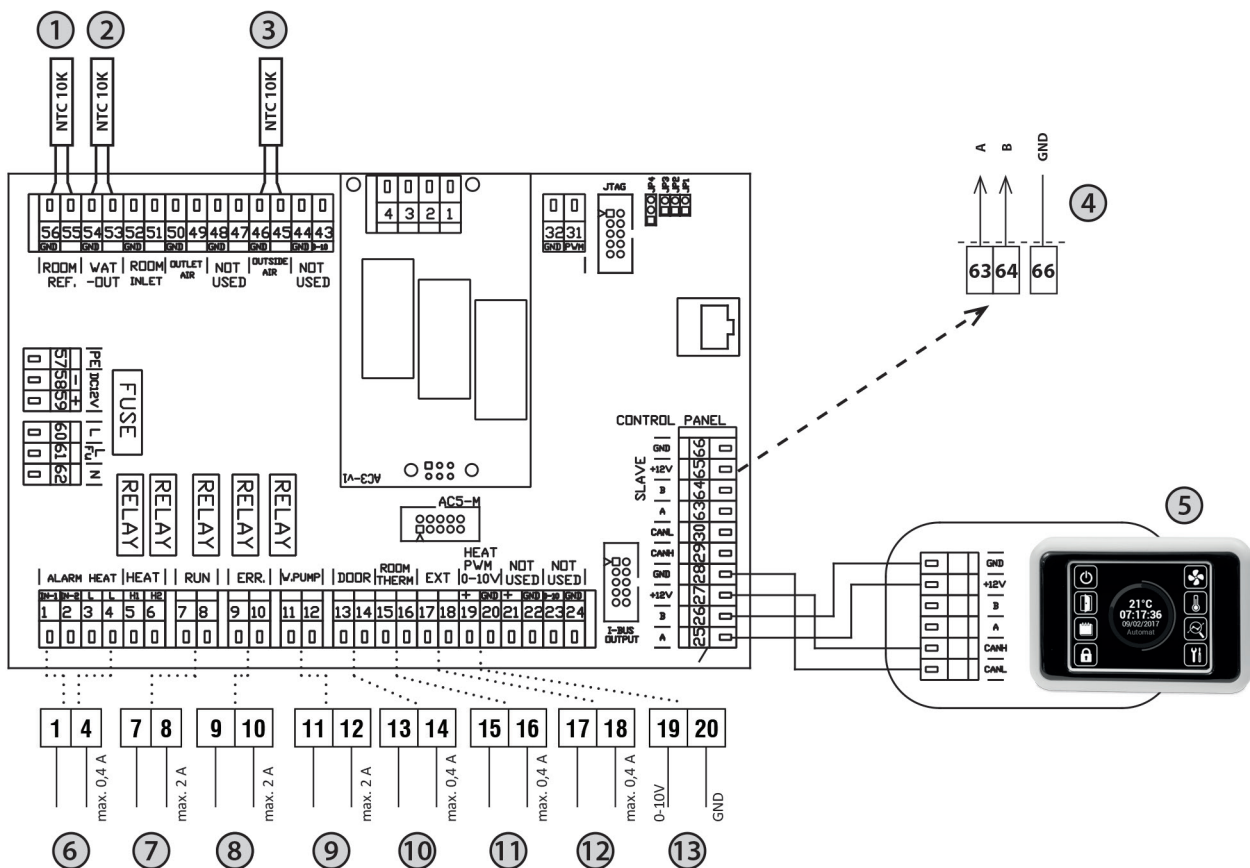 1 2 3
NTC 10K NTC 10K NTC 10K
A B GND
4
63 64 66
56 55 54 53 52 51 50 49 48 47 46 45 44 43
GND GND GND GND GND GND GND 0-10
ROOM REF.
WAT -OUT
ROOM INLET
OUTLET AIR
NOT USED
OUTSIDE AIR
NOT USED
4 3 2 1
32 31
GND PWM
JTAG
JP4
JP3
JP2
JP1
57 58 59
PE DC12V - +
60 61 62
L L FU N
FUSE
RELAY RELAY RELAY RELAY RELAY
AC3-v1
AC5-M
CONTROL PANEL
SLAVE
GND 66
+12V 65
B 64
A 63
CANL 30
CANH 29
GND 28
+12V 27
B 26
A 25
I-BUS
OUTPUT
5
GND
+12V
B
A
CANH
CANL
21°C
07:17:36
09/02/2017
Automat
ALARM HEAT
HEAT
RUN
ERR.
W.PUMP
DOOR
ROOM THERM
EXT
HEAT PWM 0-10V
NOT USED
NOT USED
IN-1 IN-2 L L H1 H2 + GND + GND 0-10 GND
1 2 3 4 5 6 7 8 9 10 11 12 13 14 15 16 17 18 19 20 21 22 23 24
1 4 7 8 9 10 11 12 13 14 15 16 17 18 19 20
max. 0,4 A
max. 2 A
max. 2 A
max. 2 A
max. 0,4 A
max. 0,4 A
max. 0,4 A
0-10V
GND
6 7 8 9 10 11 12 13